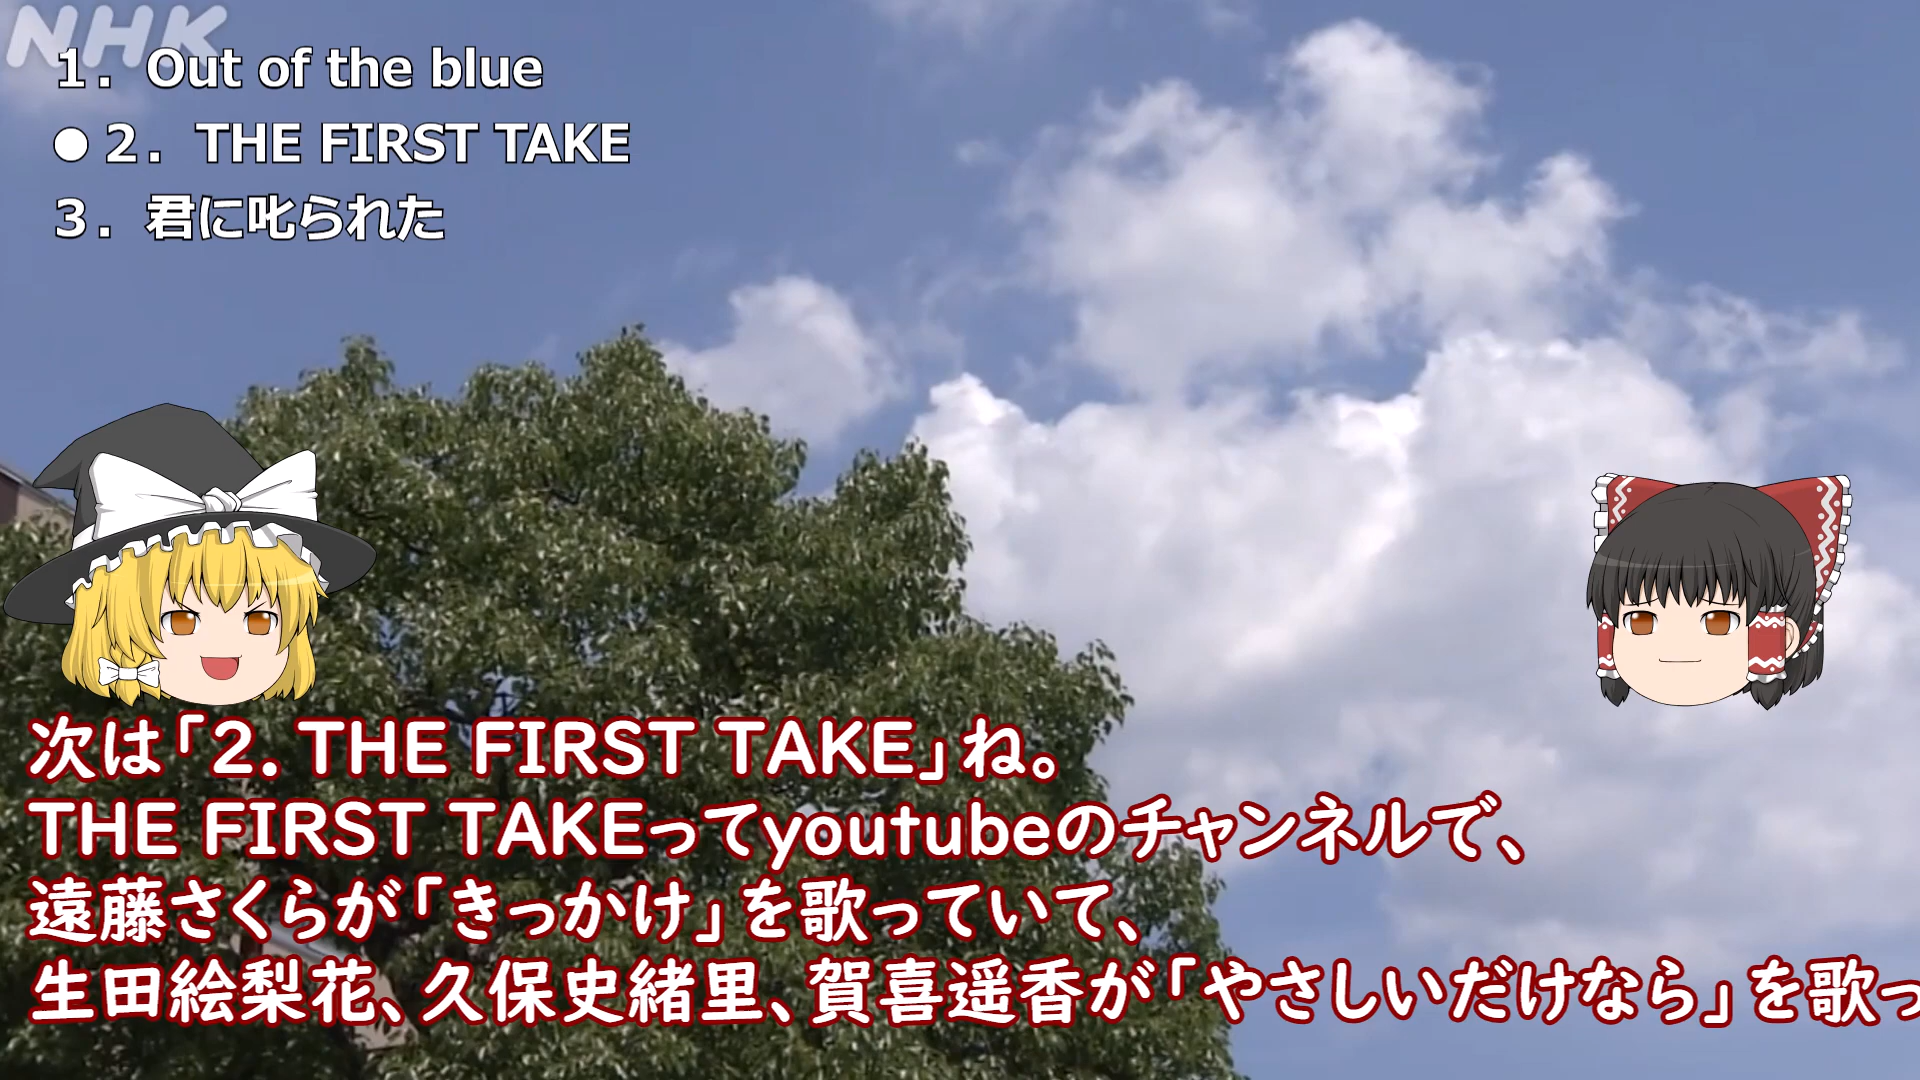 NHK
1. Out of the blue
●2. THE FIRST TAKE
3. 君に叱られた
次は「2. THE FIRST TAKE」ね。
THE FIRST TAKEってyoutubeのチャンネルで、
遠藤さくらが「きっかけ」を歌っていて、
生田絵梨花、久保史緒里、賀喜遥香が「やさしいだけなら」を歌っ